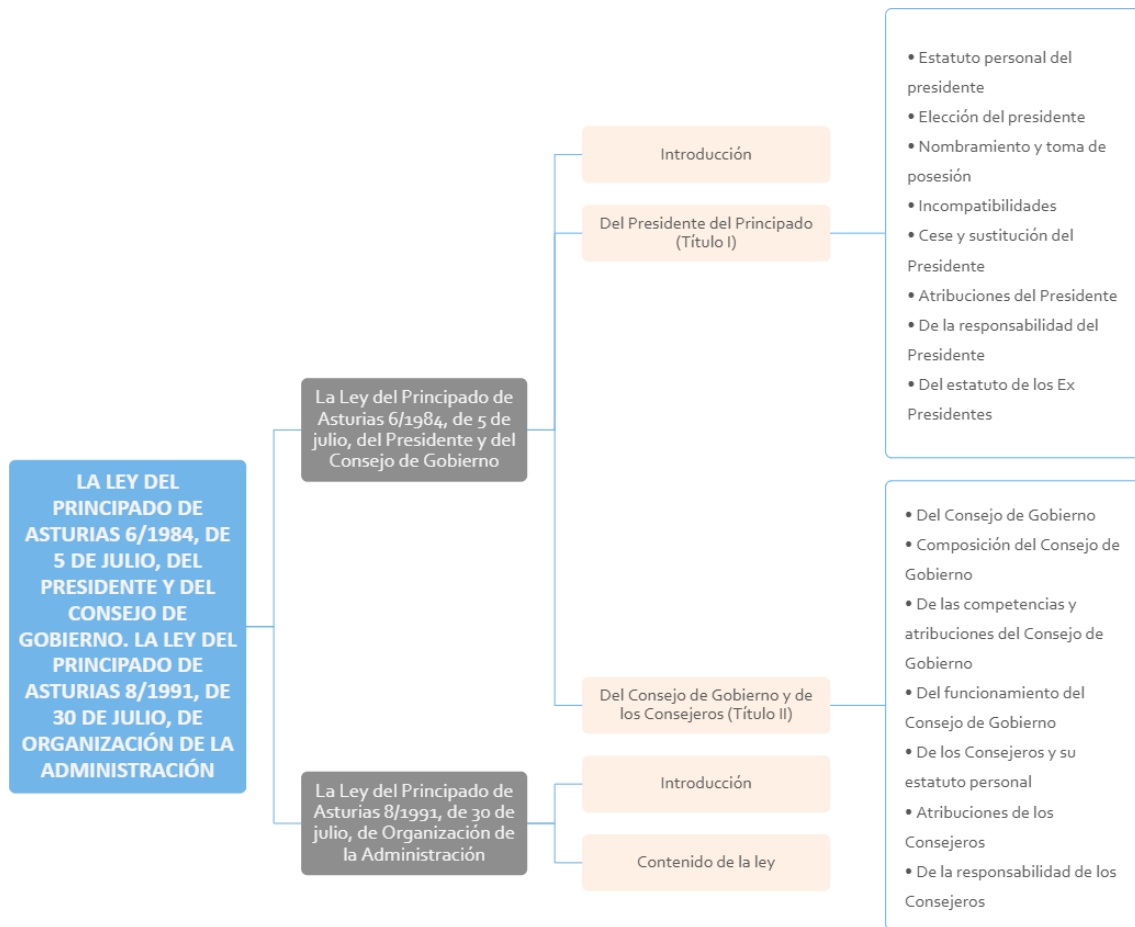 LA LEY DEL
PRINCIPADO DE
ASTURIAS 6/1984, DE
5 DE JULIO, DEL
PRESIDENTE Y DEL
CONSEJO DE
GOBIERNO. LA LEY DEL
PRINCIPADO DE
ASTURIAS 8/1991, DE
30 DE JULIO, DE
ORGANIZACIÓN DE LA
ADMINISTRACIÓN
La Ley del Principado de
Asturias 6/1984, de 5 de
julio, del Presidente y del
Consejo de Gobierno
Introducción
Del Presidente del Principado
(Título I)
• Estatuto personal del
presidente
• Elección del presidente
• Nombramiento y toma de
posesión
• Incompatibilidades
• Cese y sustitución del
Presidente
• Atribuciones del Presidente
• De la responsabilidad del
Presidente
• Del estatuto de los Ex
Presidentes
Del Consejo de Gobierno y de
los Consejeros (Título II)
• Del Consejo de Gobierno
• Composición del Consejo de
Gobierno
• De las competencias y
atribuciones del Consejo de
Gobierno
• Del funcionamiento del
Consejo de Gobierno
• De los Consejeros y su
estatuto personal
• Atribuciones de los
Consejeros
• De la responsabilidad de los
Consejeros
La Ley del Principado de
Asturias 8/1991, de 30 de
julio, de Organización de
la Administración
Introducción
Contenido de la ley